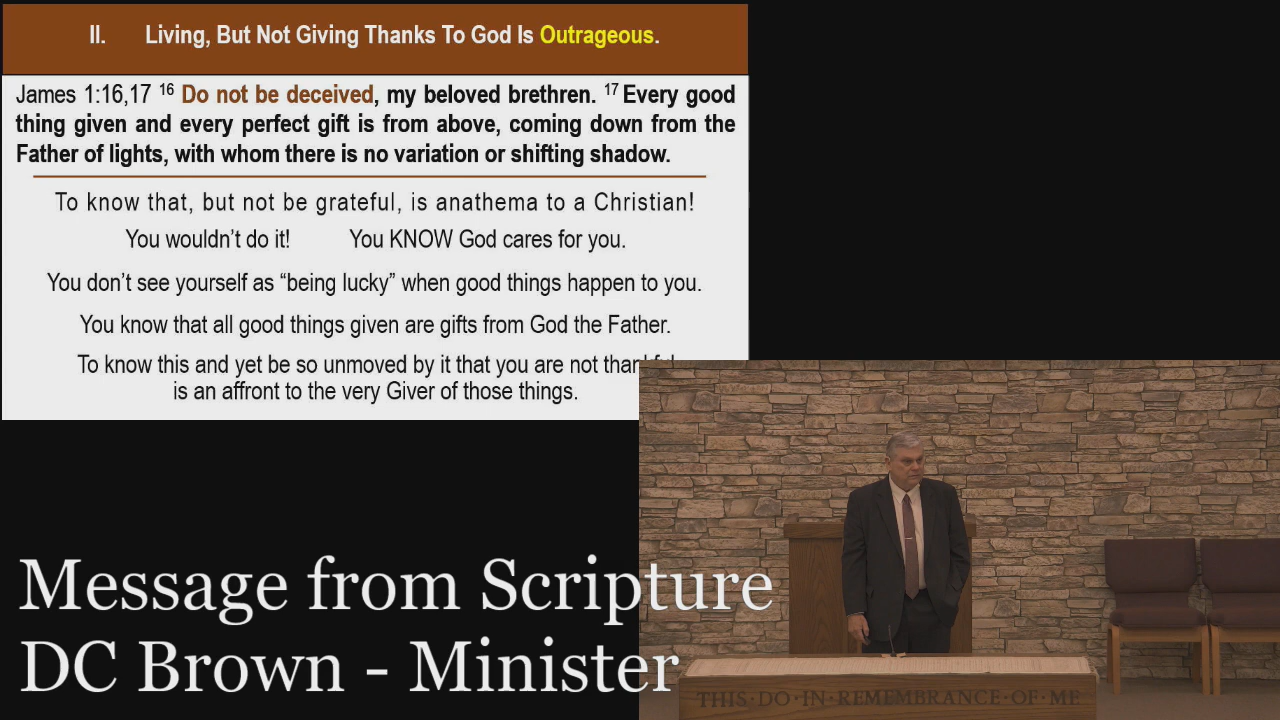 II. Living, But Not Giving Thanks To God Is Outrageous.
James 1:16,17 16 Do not be deceived, my beloved brethren. 17 Every good
thing given and every perfect gift is from above, coming down from the
Father of lights, with whom there is no variation or shifting shadow.
To know that, but not be grateful, is anathema to a Christian!
You wouldn't do it! You KNOW God cares for you.
You don't see yourself as “being lucky” when good things happen to you.
You know that all good things given are gifts from God the Father.
To know this and yet be so unmoved by it that you are not
is an affront to the very Giver of those things.
Message from Scripture
DC Brown - Minister
THIS·DO·IN·REMEMBRANCE·OF·ME